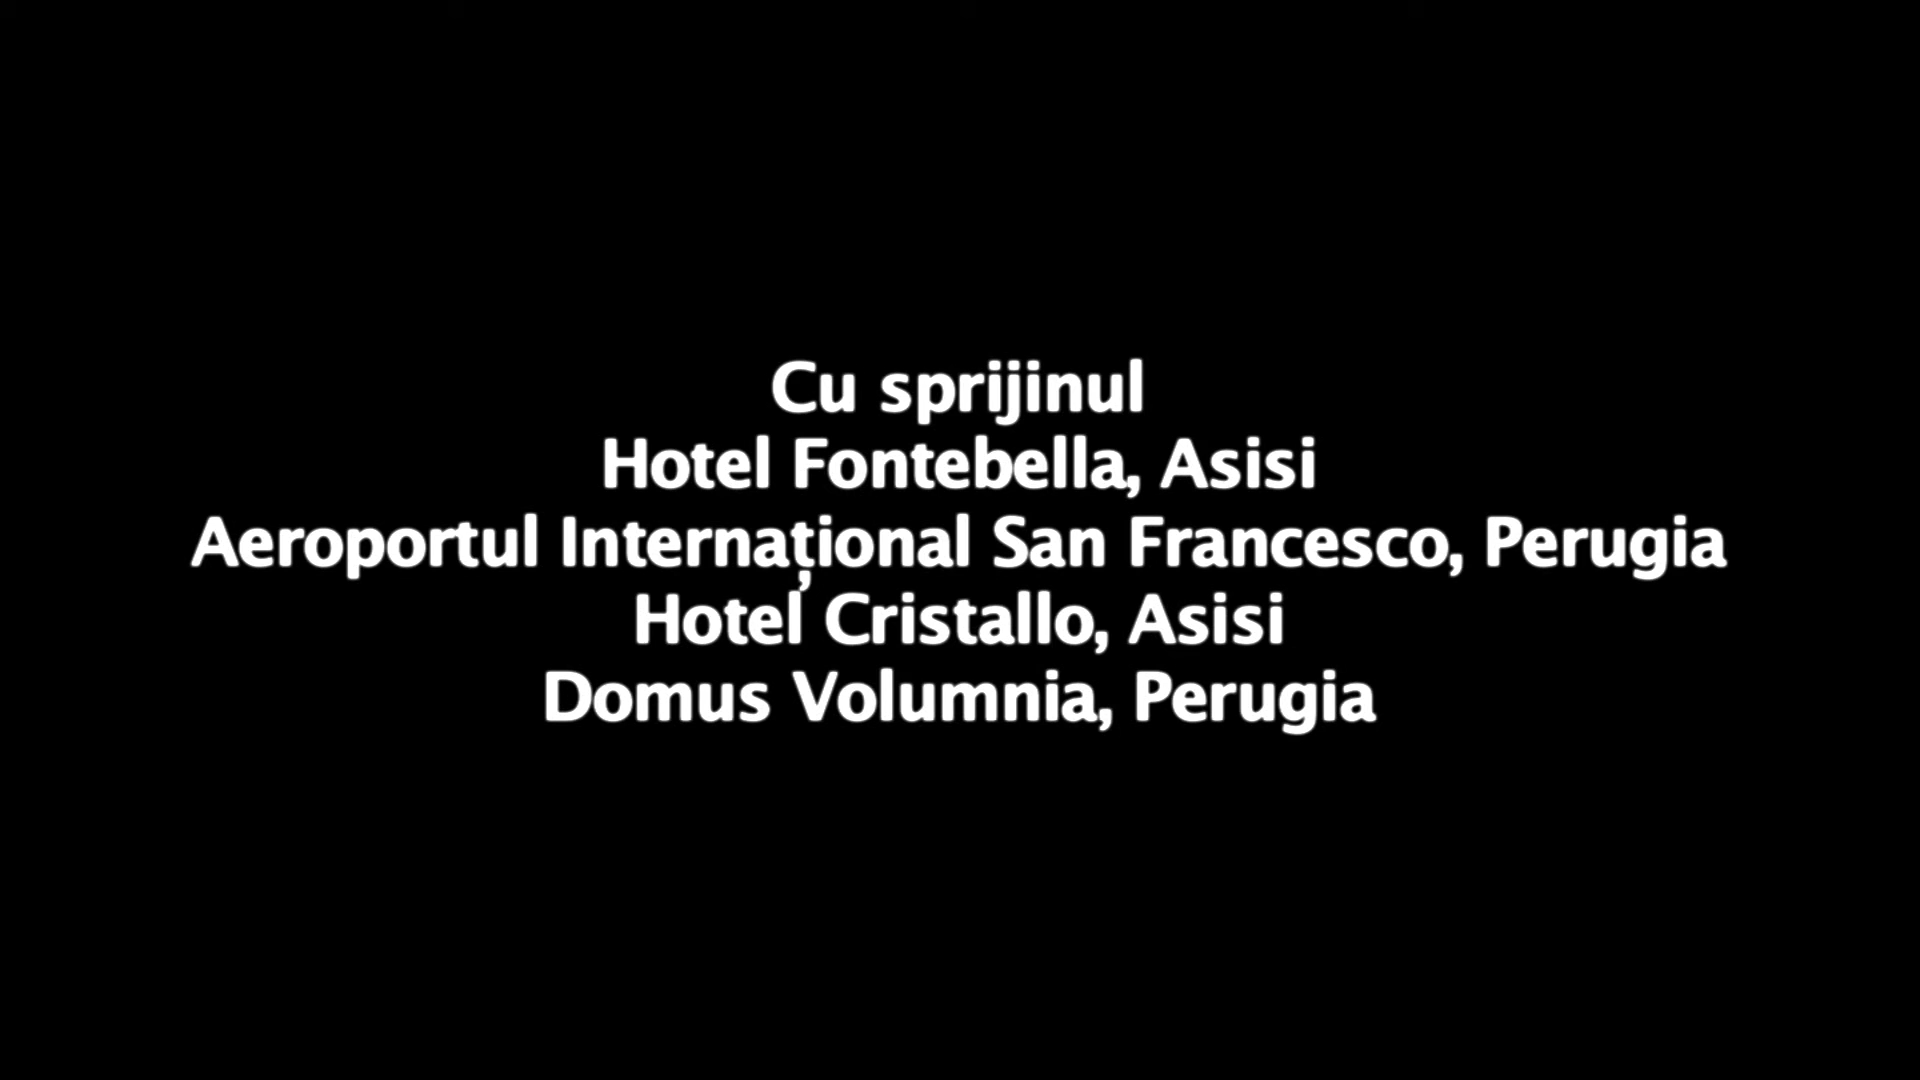 Cu sprijinul
Hotel Fontebella, Asisi
Aeroportul Internațional San Francesco, Perugia
Hotel Cristallo, Asisi
Domus Volumnia, Perugia